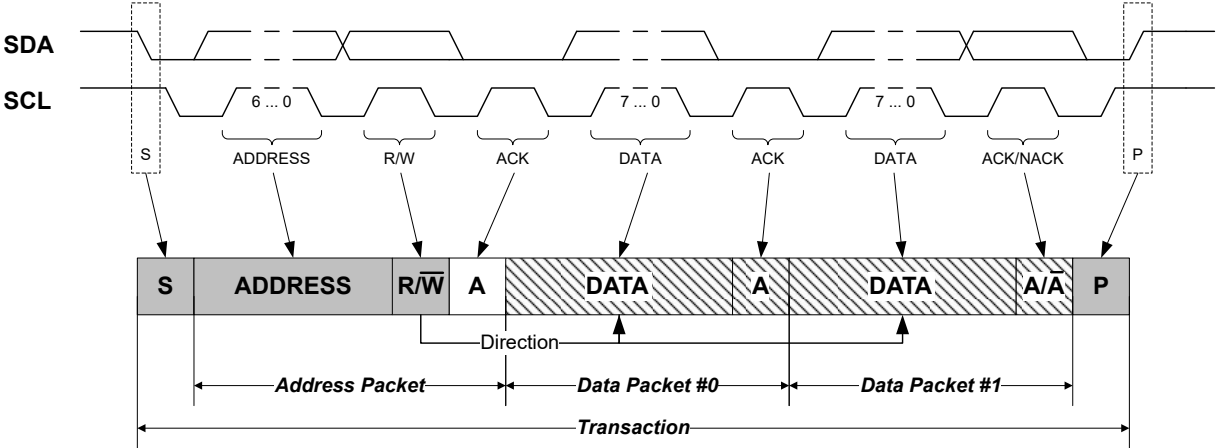 SDA
SCL
6 ... 0 7 ... 0 7 ... 0
S ADDRESS R/W ACK DATA ACK DATA ACK/NACK P
S ADDRESS R/W̅ A DATA A DATA A/A̅ P
Direction
Address Packet Data Packet #0 Data Packet #1
Transaction